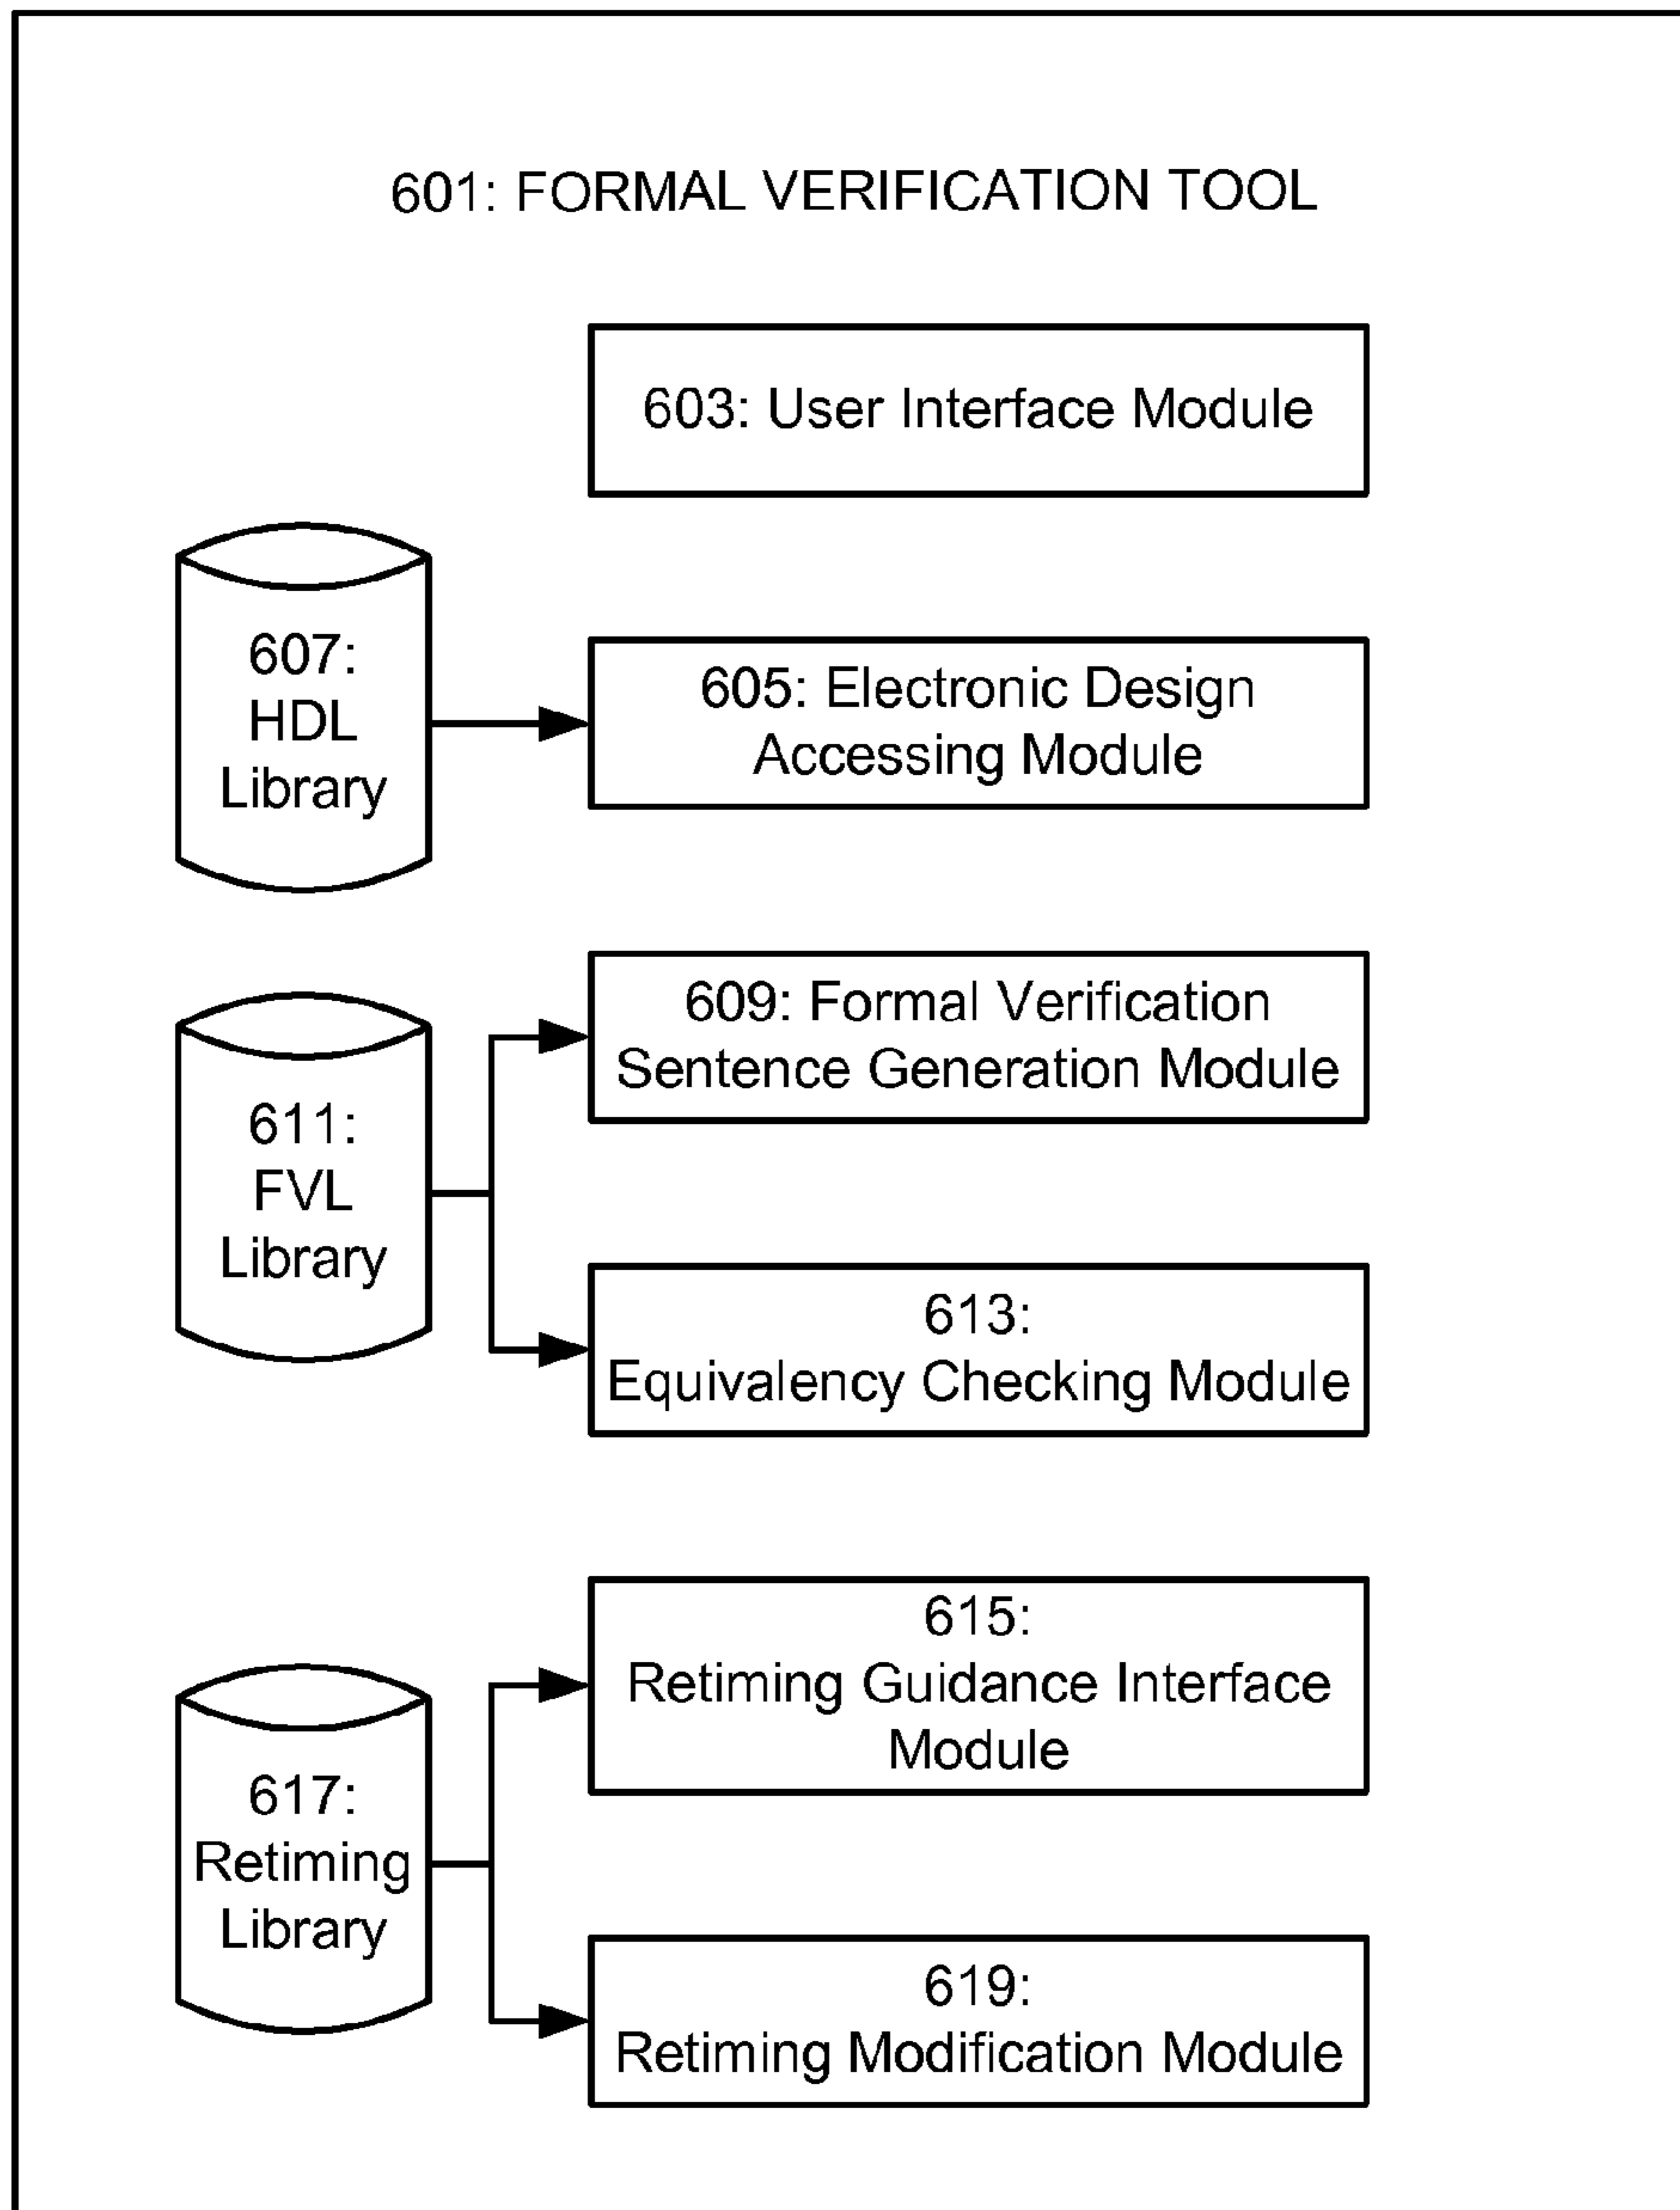 601: FORMAL VERIFICATION TOOL
603: User Interface Module
607:
HDL
Library
605: Electronic Design
Accessing Module
609: Formal Verification
Sentence Generation Module
611:
FVL
Library
613:
Equivalency Checking Module
615:
Retiming Guidance Interface
Module
617:
Retiming
Library
619:
Retiming Modification Module